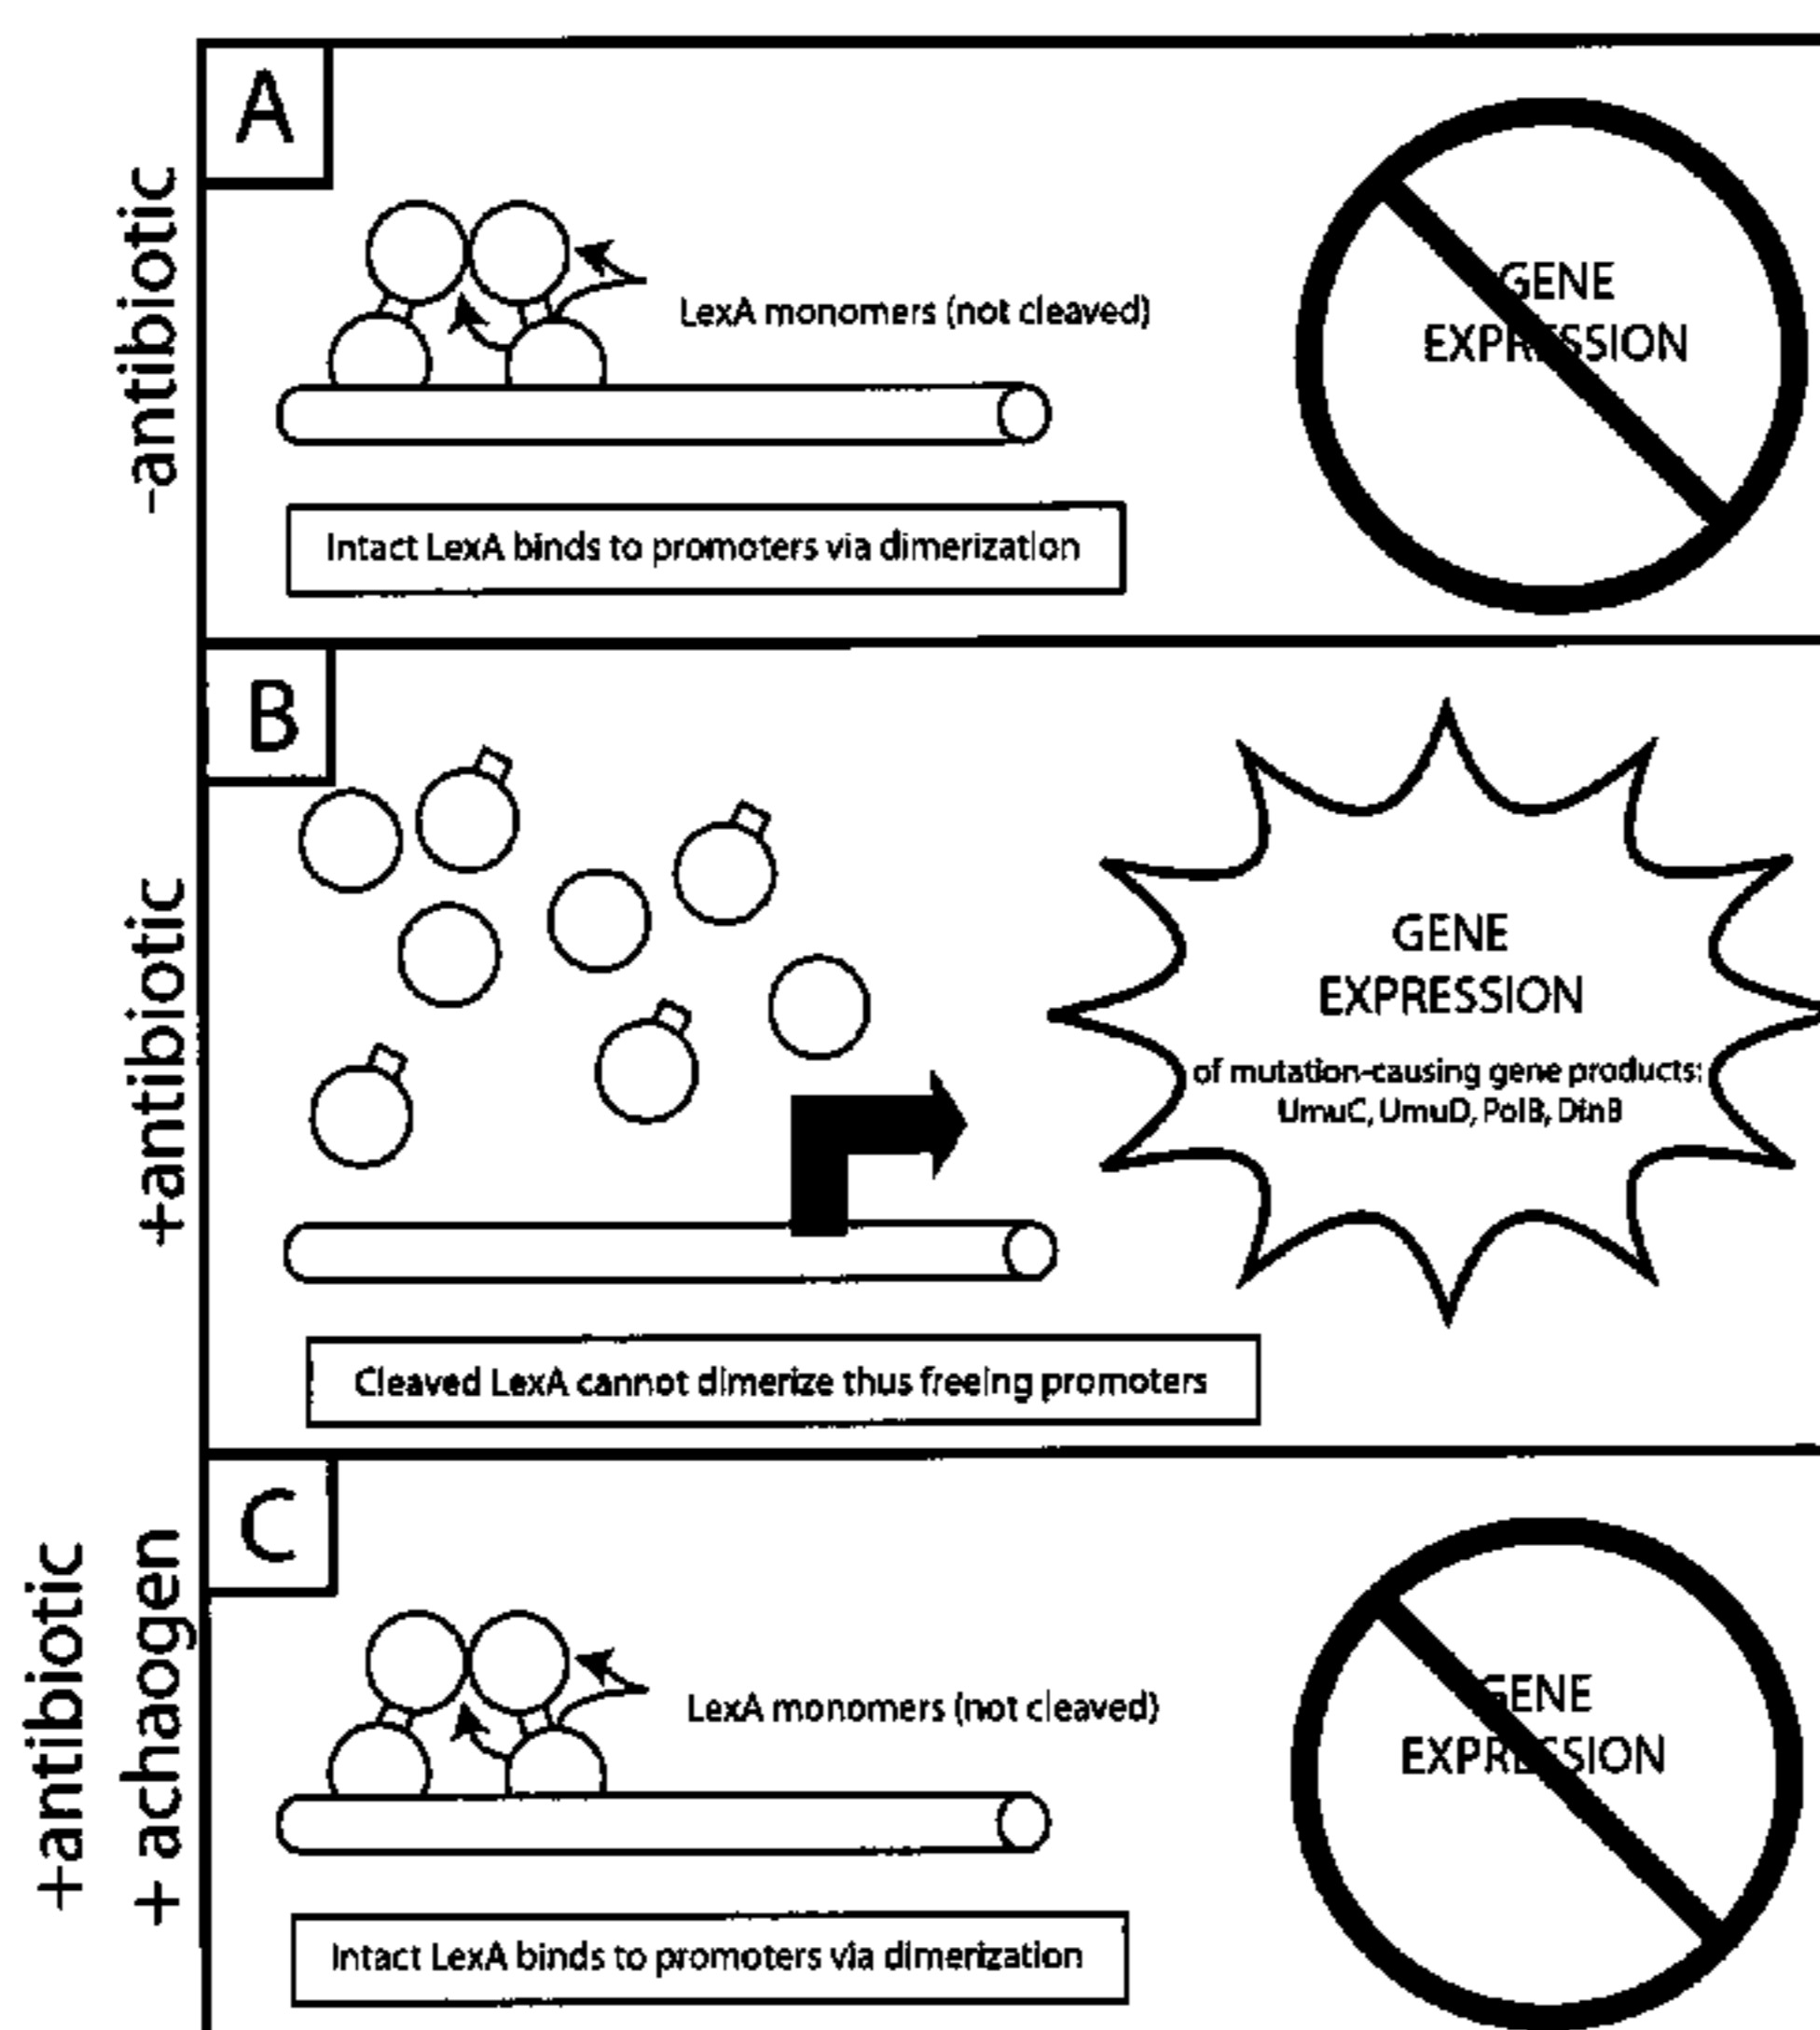 A
-antibiotic
LexA monomers (not cleaved)
GENE
EXPRESSION
Intact LexA binds to promoters via dimerization
B
+antibiotic
GENE
EXPRESSION
of mutation-causing gene products:
UmuC, UmuD, PolB, DinB
Cleaved LexA cannot dimerize thus freeing promoters
C
+antibiotic
+ achaogen
LexA monomers (not cleaved)
GENE
EXPRESSION
Intact LexA binds to promoters via dimerization